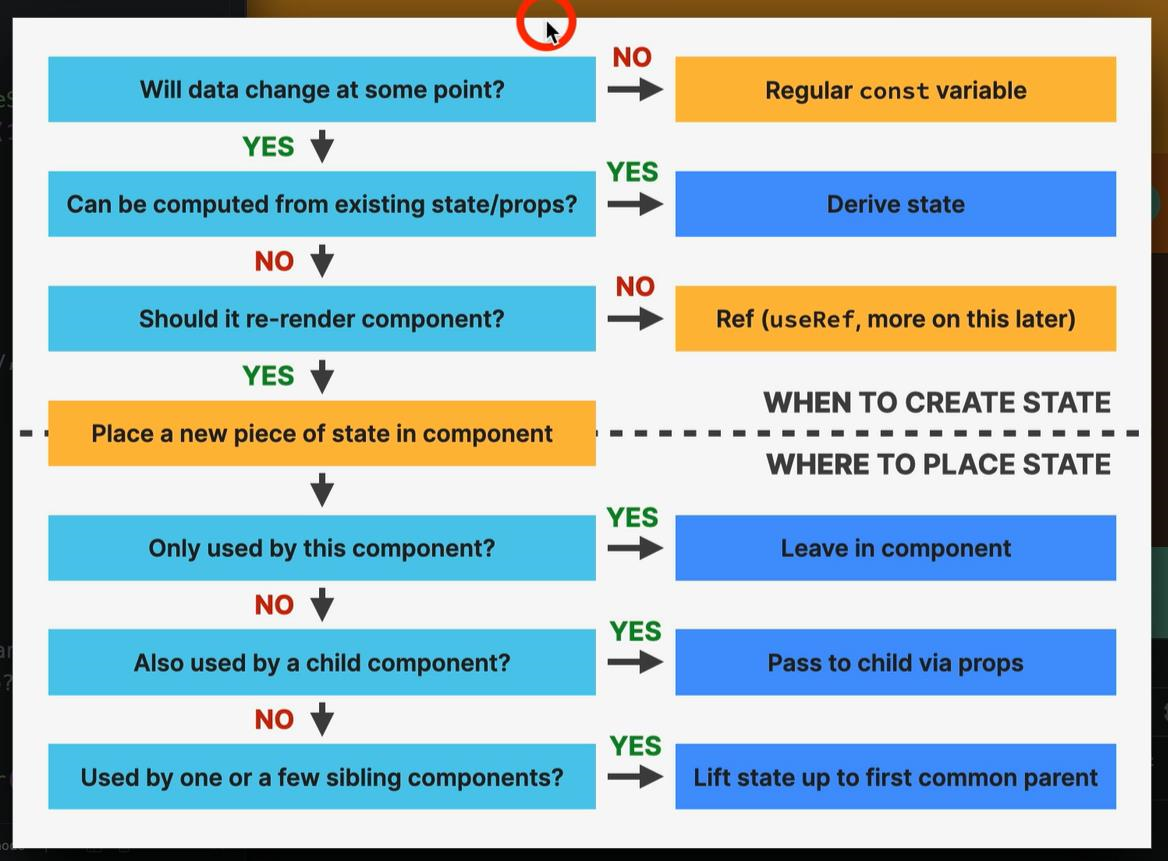 Will data change at some point?
NO
Regular const variable
YES
Can be computed from existing state/props?
YES
Derive state
NO
Should it re-render component?
NO
Ref (useRef, more on this later)
YES
WHEN TO CREATE STATE
Place a new piece of state in component
WHERE TO PLACE STATE
Only used by this component?
YES
Leave in component
NO
Also used by a child component?
YES
Pass to child via props
NO
Used by one or a few sibling components?
YES
Lift state up to first common parent